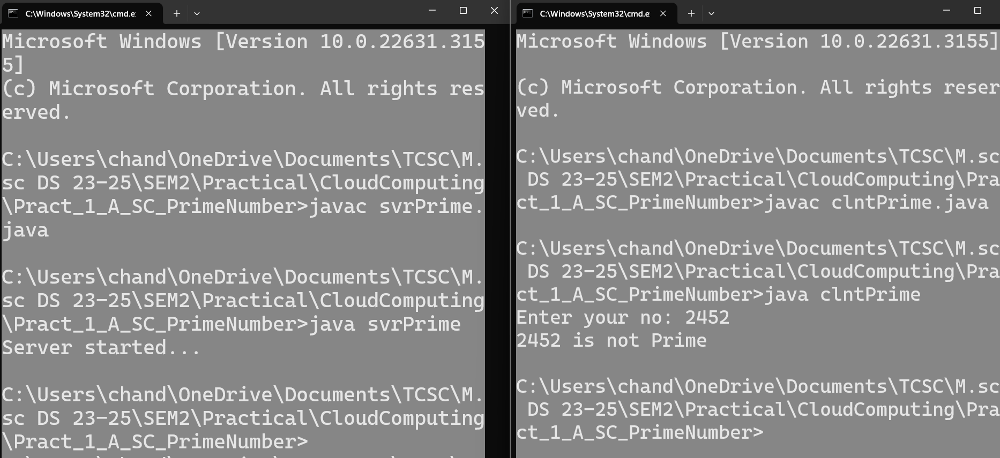 C:\Windows\System32\cmd.e
Microsoft Windows [Version 10.0.22631.315
5]
(c) Microsoft Corporation. All rights res
erved.
C:\Users\chand\OneDrive\Documents\TCSC\M.
sc DS 23-25\SEM2\Practical\CloudComputing
\Pract_1_A_SC_PrimeNumber>javac svrPrime.
java
C:\Users\chand\OneDrive\Documents\TCSC\M.
sc DS 23-25\SEM2\Practical\CloudComputing
\Pract_1_A_SC_PrimeNumber>java svrPrime
Server started...
C:\Users\chand\OneDrive\Documents\TCSC\M.
sc DS 23-25\SEM2\Practical\CloudComputing
\Pract_1_A_SC_PrimeNumber>
C:\Windows\System32\cmd.e
Microsoft Windows [Version 10.0.22631.3155]
(c) Microsoft Corporation. All rights reser
ved.
C:\Users\chand\OneDrive\Documents\TCSC\M.sc
DS 23-25\SEM2\Practical\CloudComputing\Pra
ct_1_A_SC_PrimeNumber>javac clntPrime.java
C:\Users\chand\OneDrive\Documents\TCSC\M.sc
DS 23-25\SEM2\Practical\CloudComputing\Pra
ct_1_A_SC_PrimeNumber>java clntPrime
Enter your no: 2452
2452 is not Prime
C:\Users\chand\OneDrive\Documents\TCSC\M.sc
DS 23-25\SEM2\Practical\CloudComputing\Pra
ct_1_A_SC_PrimeNumber>